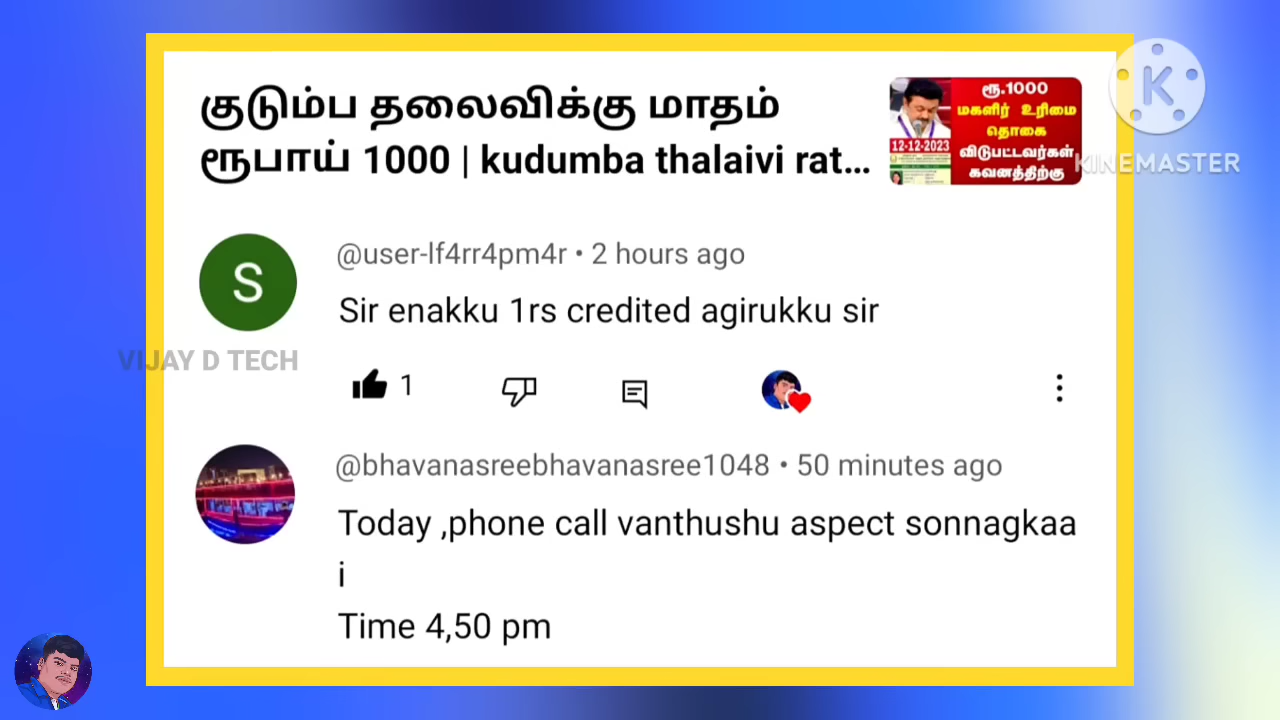 குடும்ப தலைவிக்கு மாதம்
ரூபாய் 1000 | kudumba thalaivi rat...
ரூ.1000
மகளிர் உரிமை
தொகை
விடுபட்டவர்கள்
கவனத்திற்கு
12-12-2023
K
KINEMASTER
S
@user-lf4rr4pm4r • 2 hours ago
Sir enakku 1rs credited agirukku sir
VIJAY D TECH
1
@bhavanasreebhavanasree1048 • 50 minutes ago
Today ,phone call vanthushu aspect sonnagkaa
i
Time 4,50 pm